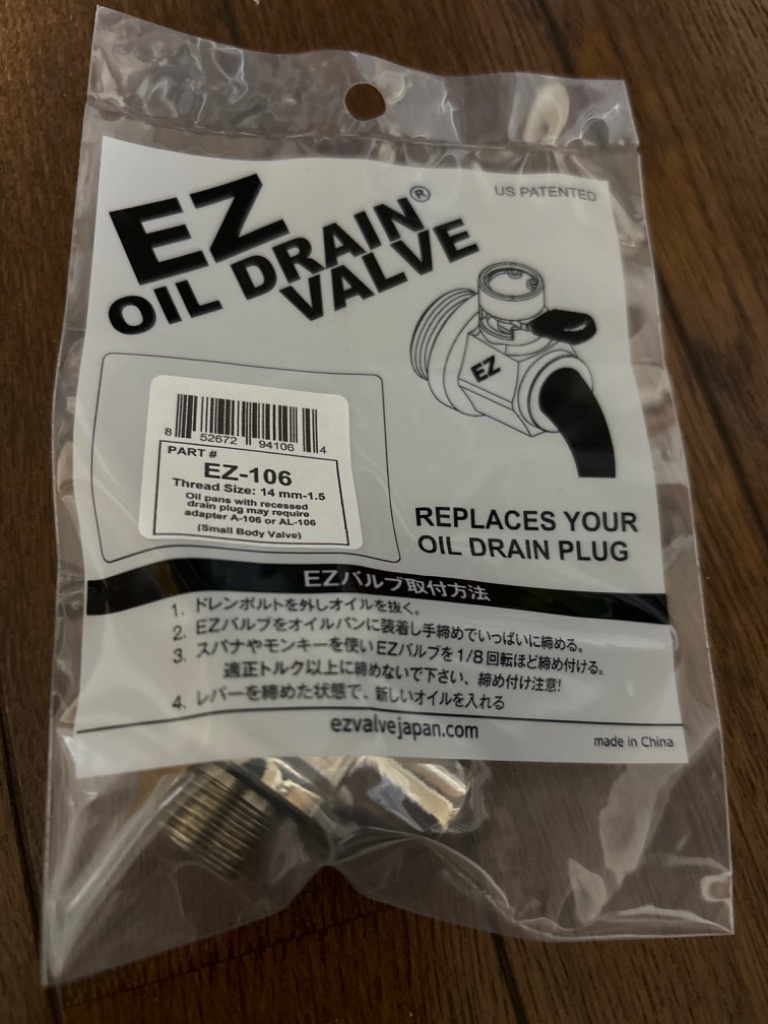 EZ
OIL DRAIN®
VALVE
US PATENTED
EZ
8 52672 94106 4
PART #
EZ-106
Thread Size: 14 mm-1.5
Oil pans with recessed
drain plug may require
adapter A-106 or AL-106
(Small Body Valve)
REPLACES YOUR
OIL DRAIN PLUG
EZバルブ取付方法
1. ドレンボルトを外しオイルを抜く。
2. EZバルブをオイルパンに装着し手締めでいっぱいに締める。
3. スパナやモンキーを使いEZバルブを1/8回転ほど締め付ける。
適正トルク以上に締めないで下さい、締め付け注意!
4. レバーを締めた状態で、新しいオイルを入れる
ezvalvejapan.com
made in China